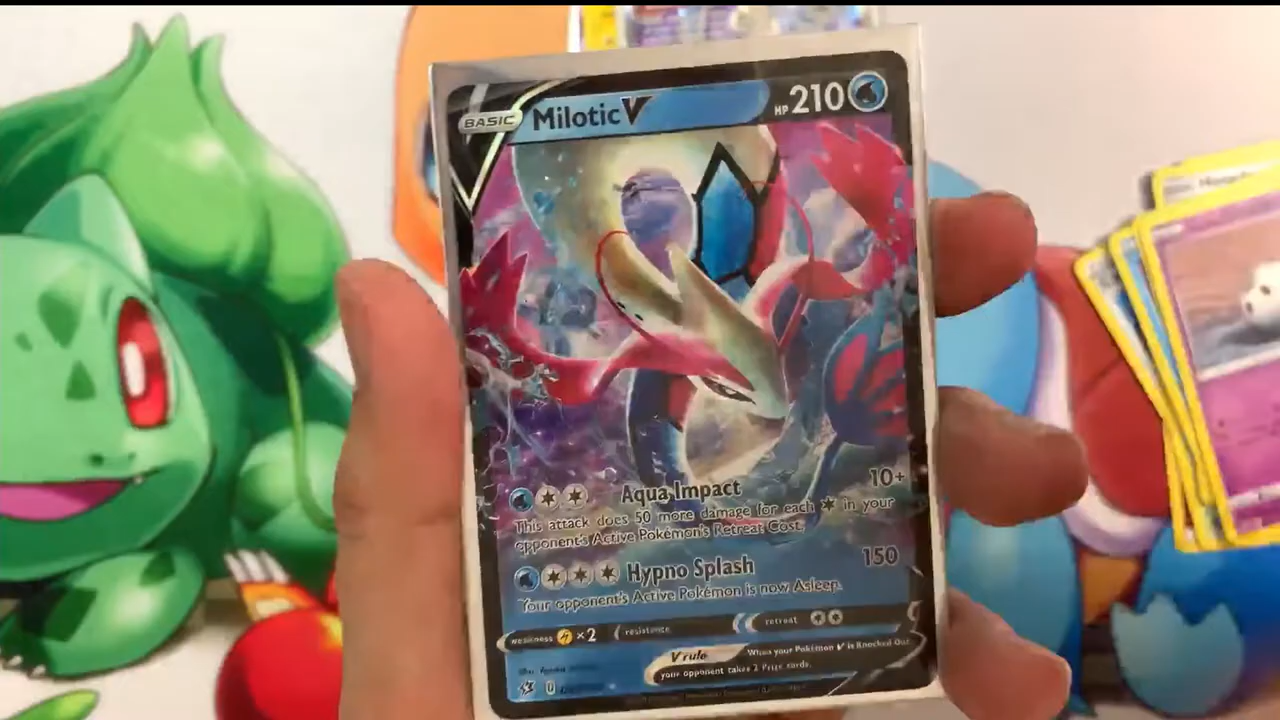 BASIC
Milotic V
HP 210
Aqua Impact 10+
This attack does 50 more damage for each in your
opponent's Active Pokémon's Retreat Cost.
Hypno Splash 150
Your opponent's Active Pokémon is now Asleep.
weakness ×2 resistance retreat
V rule When your Pokémon V is Knocked Out,
your opponent takes 2 Prize cards.